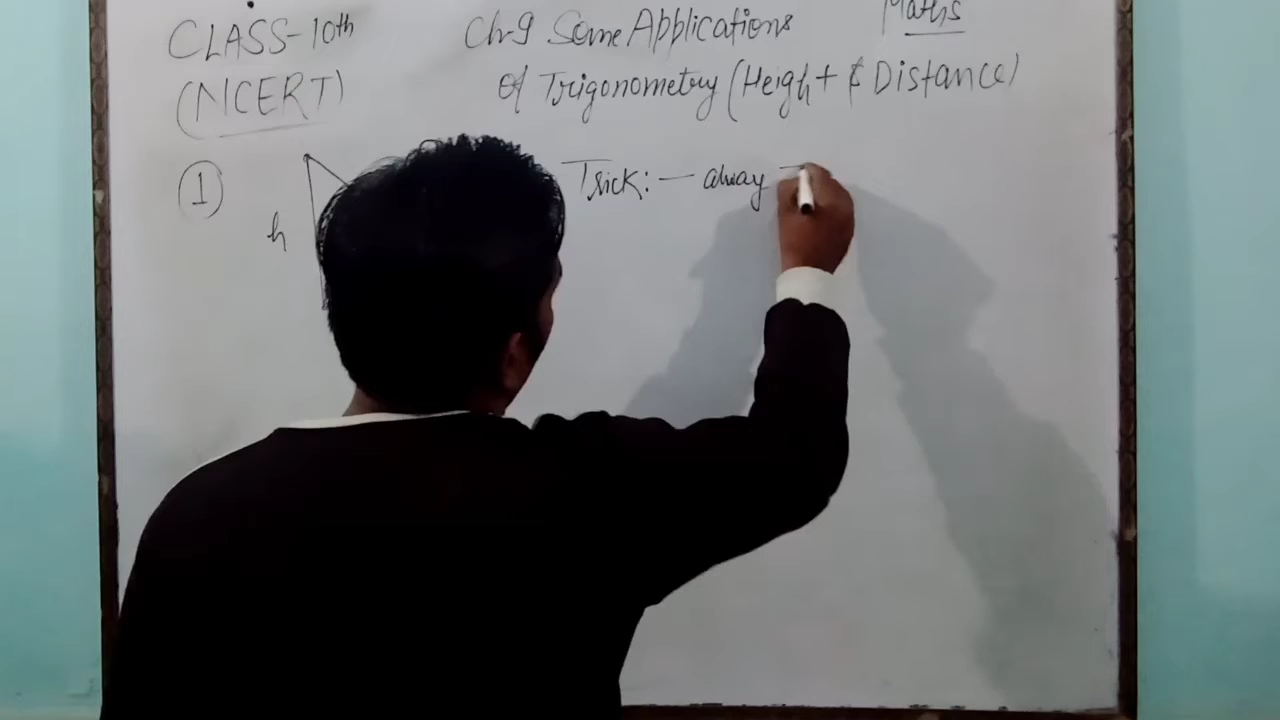 CLASS-10th
(NCERT)
Ch-9 Some Applications
Of Trigonometry (Height & Distance)
Maths
1
h
Trick: — alway